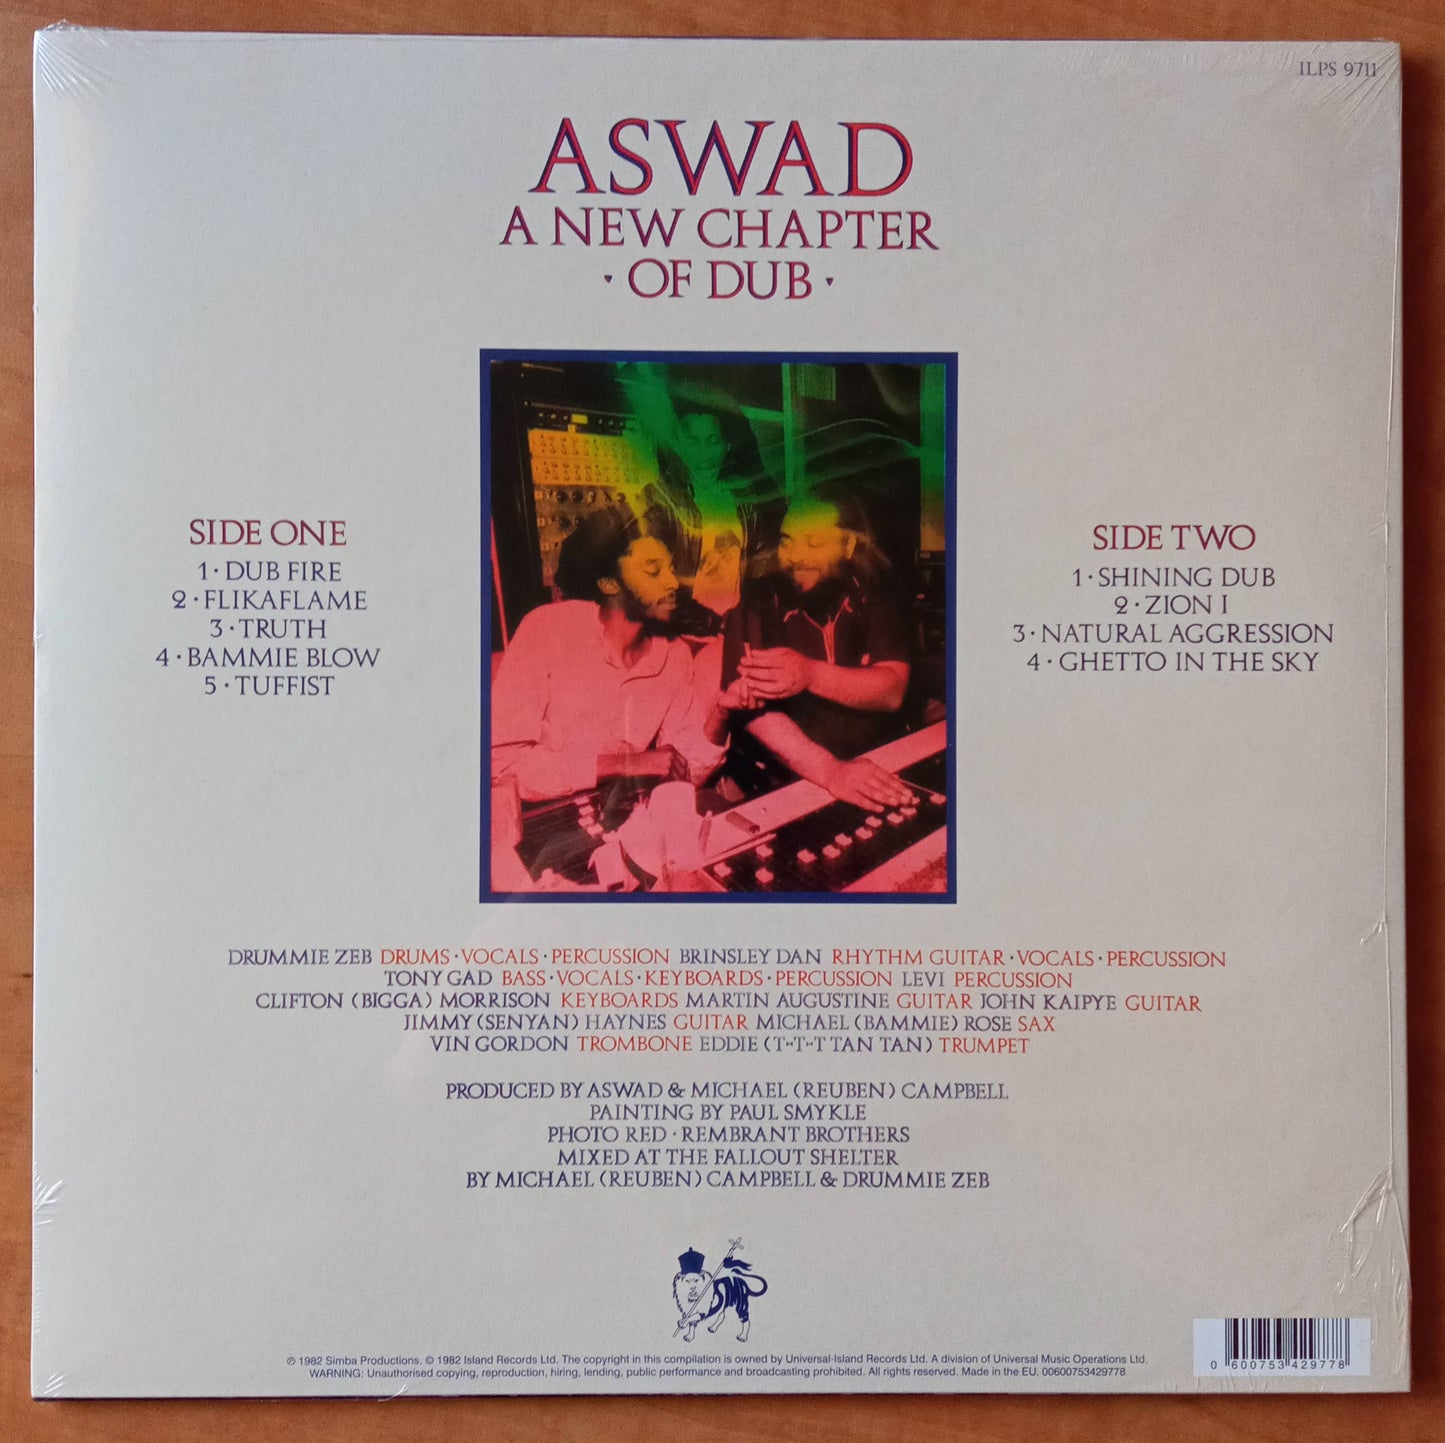 ILPS 9711
ASWAD
A NEW CHAPTER
· OF DUB ·
SIDE ONE
1 · DUB FIRE
2 · FLIKAFLAME
3 · TRUTH
4 · BAMMIE BLOW
5 · TUFFIST
SIDE TWO
1 · SHINING DUB
2 · ZION I
3 · NATURAL AGGRESSION
4 · GHETTO IN THE SKY
DRUMMIE ZEB DRUMS · VOCALS · PERCUSSION BRINSLEY DAN RHYTHM GUITAR · VOCALS · PERCUSSION
TONY GAD BASS · VOCALS · KEYBOARDS · PERCUSSION LEVI PERCUSSION
CLIFTON (BIGGA) MORRISON KEYBOARDS MARTIN AUGUSTINE GUITAR JOHN KAIPYE GUITAR
JIMMY (SENYAN) HAYNES GUITAR MICHAEL (BAMMIE) ROSE SAX
VIN GORDON TROMBONE EDDIE (T-T-T TAN TAN) TRUMPET
PRODUCED BY ASWAD & MICHAEL (REUBEN) CAMPBELL
PAINTING BY PAUL SMYKLE
PHOTO RED · REMBRANT BROTHERS
MIXED AT THE FALLOUT SHELTER
BY MICHAEL (REUBEN) CAMPBELL & DRUMMIE ZEB
SIMBA
℗ 1982 Simba Productions. © 1982 Island Records Ltd. The copyright in this compilation is owned by Universal-Island Records Ltd. A division of Universal Music Operations Ltd.
WARNING: Unauthorised copying, reproduction, hiring, lending, public performance and broadcasting prohibited. All rights reserved. Made in the EU. 00600753429778
0 600753 429778